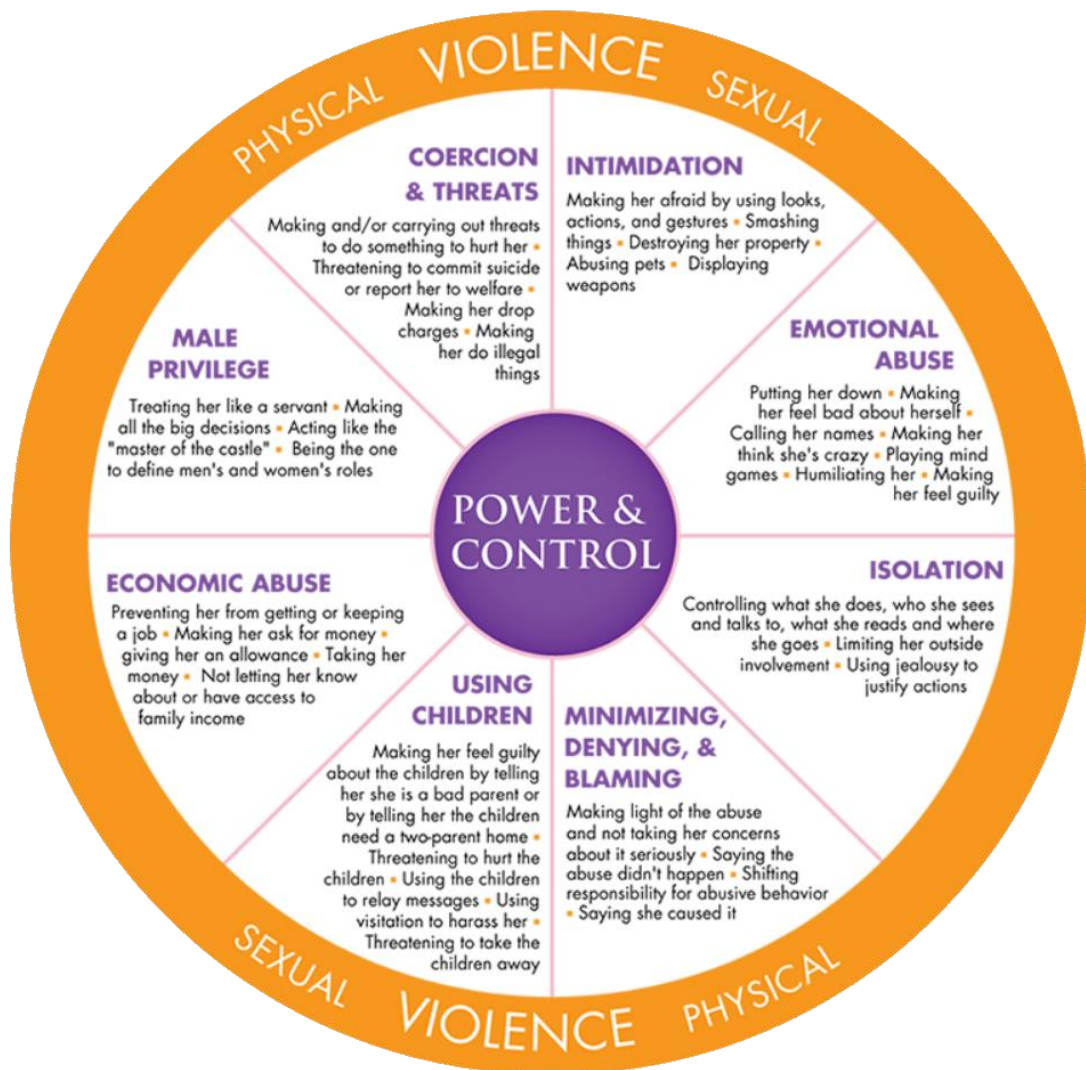 PHYSICAL VIOLENCE SEXUAL
COERCION
& THREATS
Making and/or carrying out threats
to do something to hurt her ▪
Threatening to commit suicide
or report her to welfare ▪
Making her drop
charges ▪ Making
her do illegal
things
INTIMIDATION
Making her afraid by using looks,
actions, and gestures ▪ Smashing
things ▪ Destroying her property ▪
Abusing pets ▪ Displaying
weapons
MALE
PRIVILEGE
Treating her like a servant ▪ Making
all the big decisions ▪ Acting like the
"master of the castle" ▪ Being the one
to define men's and women's roles
EMOTIONAL
ABUSE
Putting her down ▪ Making
her feel bad about herself ▪
Calling her names ▪ Making her
think she's crazy ▪ Playing mind
games ▪ Humiliating her ▪ Making
her feel guilty
POWER &
CONTROL
ECONOMIC ABUSE
Preventing her from getting or keeping
a job ▪ Making her ask for money ▪
giving her an allowance ▪ Taking her
money ▪ Not letting her know
about or have access to
family income
ISOLATION
Controlling what she does, who she sees
and talks to, what she reads and where
she goes ▪ Limiting her outside
involvement ▪ Using jealousy to
justify actions
USING
CHILDREN
Making her feel guilty
about the children by telling
her she is a bad parent or
by telling her the children
need a two-parent home ▪
Threatening to hurt the
children ▪ Using the children
to relay messages ▪ Using
visitation to harass her ▪
Threatening to take the
children away
MINIMIZING,
DENYING, &
BLAMING
Making light of the abuse
and not taking her concerns
about it seriously ▪ Saying the
abuse didn't happen ▪ Shifting
responsibility for abusive behavior
▪ Saying she caused it
SEXUAL VIOLENCE PHYSICAL